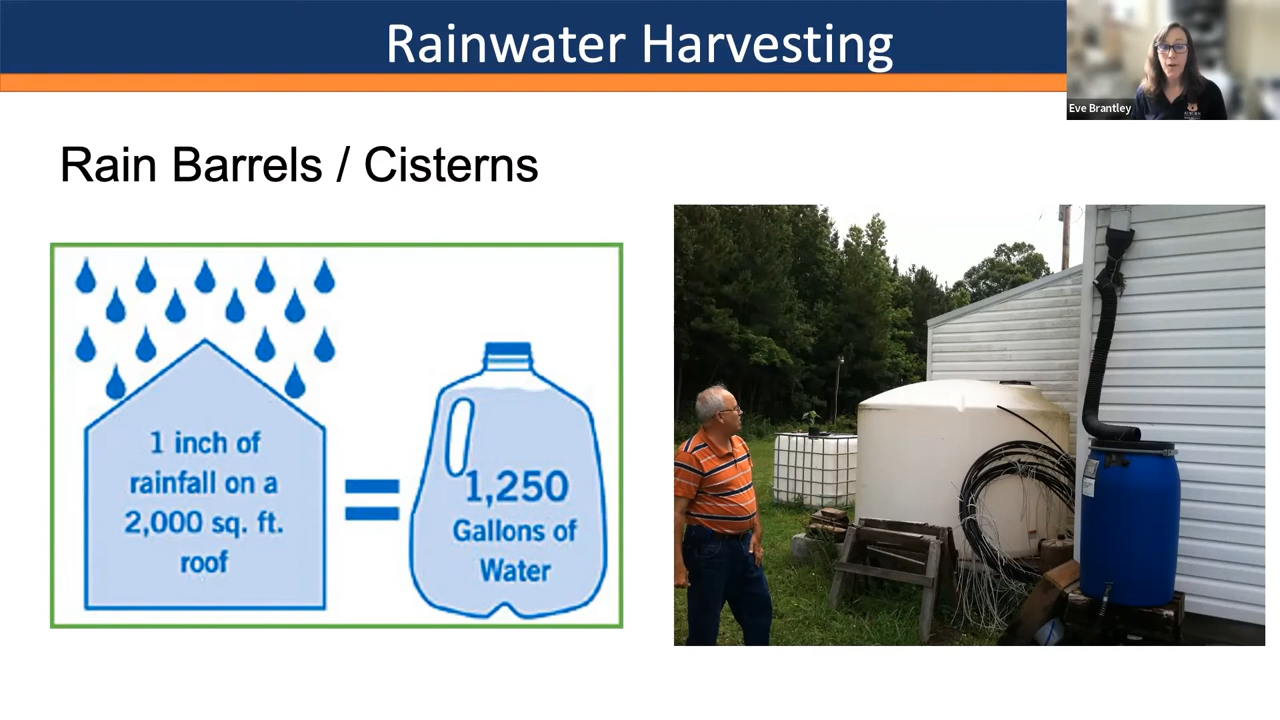 Rainwater Harvesting
Eve Brantley
Rain Barrels / Cisterns
1 inch of
rainfall on a
2,000 sq. ft.
roof
=
1,250
Gallons of
Water